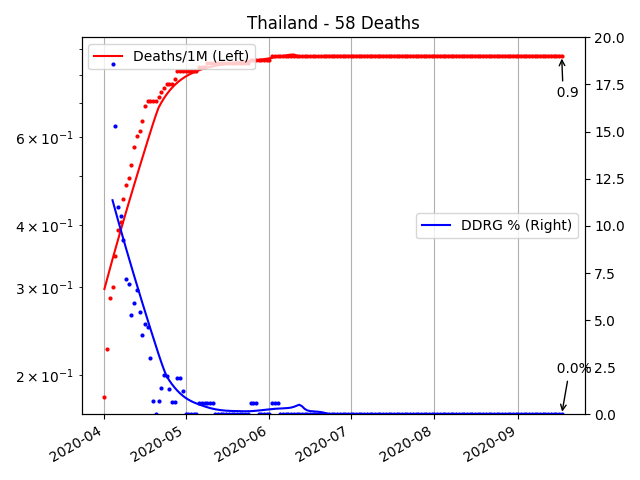 Thailand - 58 Deaths
Deaths/1M (Left)
DDRG % (Right)
0.9
0.0%
6 × 10⁻¹
4 × 10⁻¹
3 × 10⁻¹
2 × 10⁻¹
20.0
17.5
15.0
12.5
10.0
7.5
5.0
2.5
0.0
2020-04
2020-05
2020-06
2020-07
2020-08
2020-09